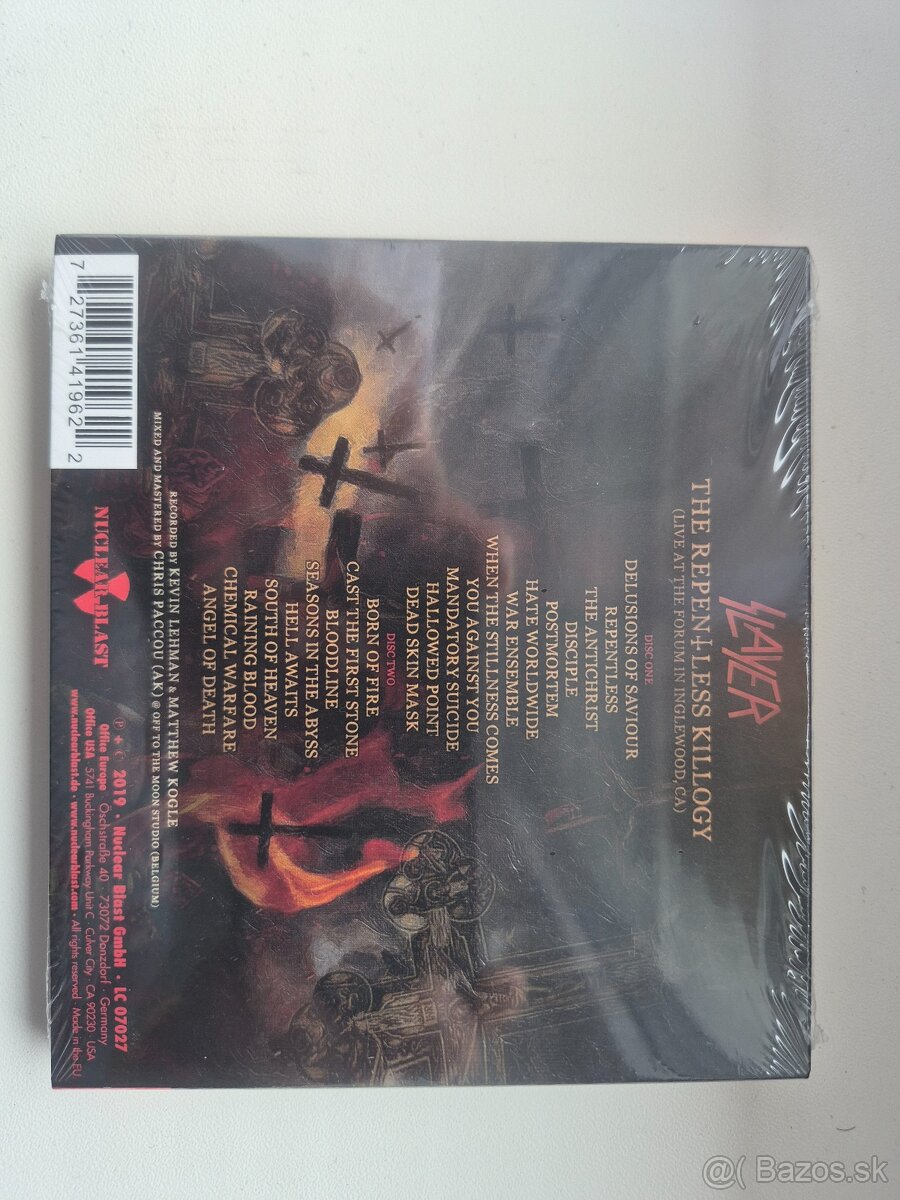 SLAYER
THE REPENTLESS KILLOGY
(LIVE AT THE FORUM IN INGLEWOOD, CA)
DISC ONE
DELUSIONS OF SAVIOUR
REPENTLESS
THE ANTICHRIST
DISCIPLE
POSTMORTEM
HATE WORLDWIDE
WAR ENSEMBLE
WHEN THE STILLNESS COMES
YOU AGAINST YOU
MANDATORY SUICIDE
HALLOWED POINT
DEAD SKIN MASK
DISC TWO
BORN OF FIRE
CAST THE FIRST STONE
BLOODLINE
SEASONS IN THE ABYSS
HELL AWAITS
SOUTH OF HEAVEN
RAINING BLOOD
CHEMICAL WARFARE
ANGEL OF DEATH
RECORDED BY KEVIN LEHMAN & MATTHEW KOGLE
MIXED AND MASTERED BY CHRIS PACCOU (AK) @ OFF TO THE MOON STUDIO (BELGIUM)
7 27361 41962 2
NUCLEAR BLAST
℗ + © 2019 · Nuclear Blast GmbH · LC 07027
Office Europe Öschstraße 40 · 73072 Donzdorf · Germany
Office USA 5741 Buckingham Parkway Unit C · Culver City · CA 90230 · USA
www.nuclearblast.de · www.nuclearblast.com · All rights reserved · Made in the EU
@( Bazos.sk